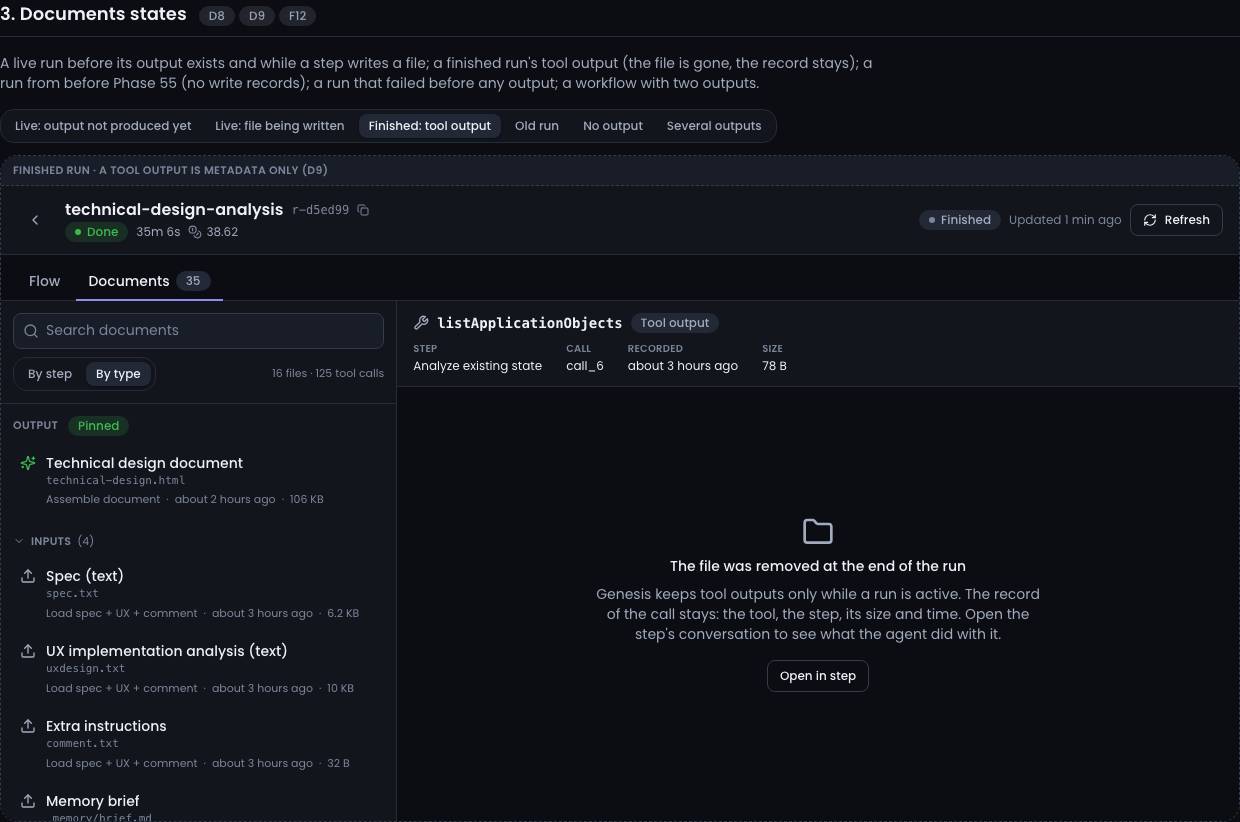 3. Documents states D8 D9 F12
A live run before its output exists and while a step writes a file; a finished run's tool output (the file is gone, the record stays); a
run from before Phase 55 (no write records); a run that failed before any output; a workflow with two outputs.
Live: output not produced yet Live: file being written Finished: tool output Old run No output Several outputs
FINISHED RUN · A TOOL OUTPUT IS METADATA ONLY (D9)
technical-design-analysis r-d5ed99
Done 35m 6s 38.62
Finished Updated 1 min ago Refresh
Flow Documents 35
Search documents
By step By type 16 files · 125 tool calls
OUTPUT Pinned
Technical design document
technical-design.html
Assemble document · about 2 hours ago · 106 KB
INPUTS (4)
Spec (text)
spec.txt
Load spec + UX + comment · about 3 hours ago · 6.2 KB
UX implementation analysis (text)
uxdesign.txt
Load spec + UX + comment · about 3 hours ago · 10 KB
Extra instructions
comment.txt
Load spec + UX + comment · about 3 hours ago · 32 B
Memory brief
_memory/brief.md
listApplicationObjects Tool output
STEP CALL RECORDED SIZE
Analyze existing state call_6 about 3 hours ago 78 B
The file was removed at the end of the run
Genesis keeps tool outputs only while a run is active. The record
of the call stays: the tool, the step, its size and time. Open the
step's conversation to see what the agent did with it.
Open in step